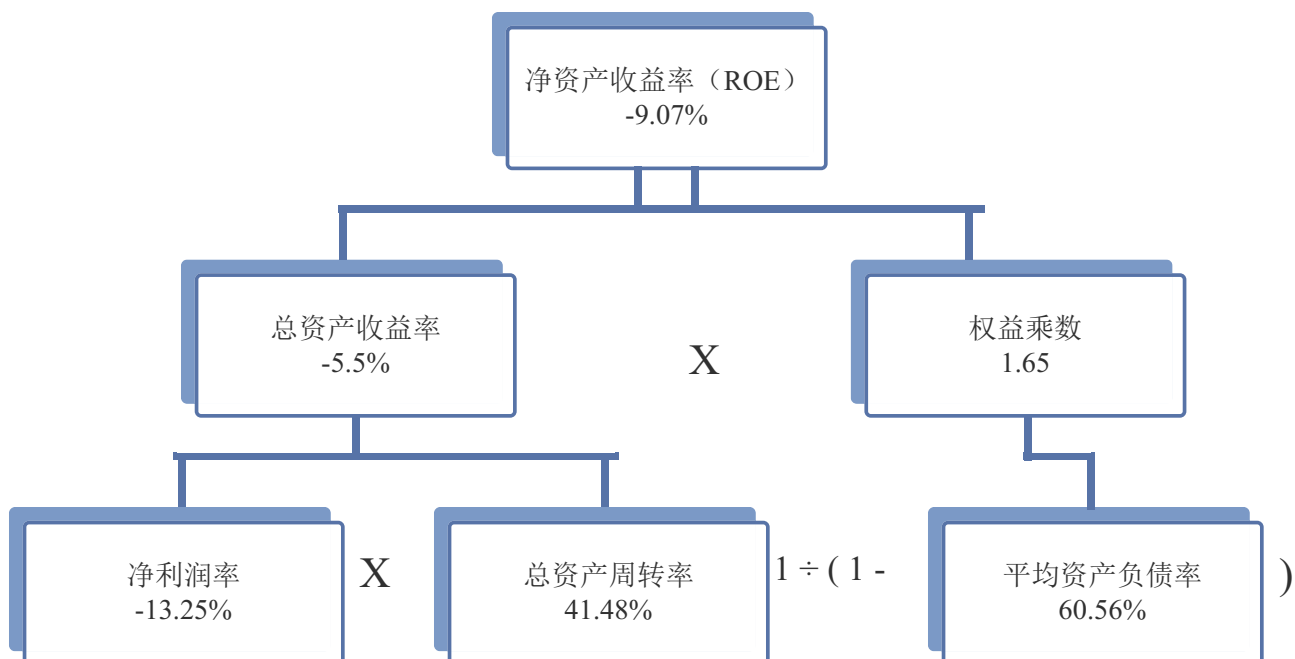 净资产收益率（ROE）
-9.07%
总资产收益率
-5.5%
X
权益乘数
1.65
净利润率
-13.25%
X
总资产周转率
41.48%
1 ÷ ( 1 -
平均资产负债率
60.56%
)